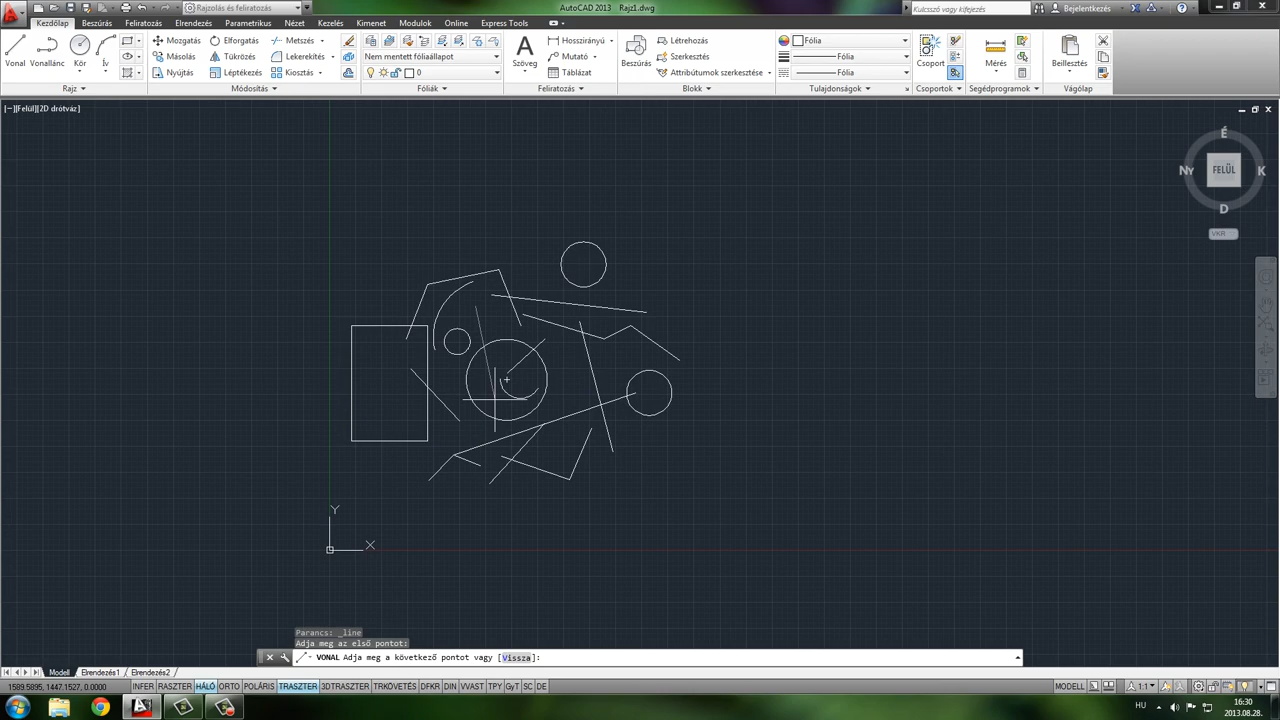 Rajzolás és feliratozás
AutoCAD 2013 Rajz1.dwg
Kulcsszó vagy kifejezés
Bejelentkezés
Kezdőlap Beszúrás Feliratozás Elrendezés Parametrikus Nézet Kezelés Kimenet Modulok Online Express Tools
Vonal Vonallánc Kör Ív
Mozgatás Elforgatás Metszés
Másolás Tükrözés Lekerekítés
Nyújtás Léptékezés Kiosztás
Nem mentett fóliaállapot
0
Szöveg
Hosszirányú
Mutató
Táblázat
Beszúrás
Létrehozás
Szerkesztés
Attribútumok szerkesztése
Fólia
Fólia
Fólia
Csoport
Mérés
Beillesztés
Rajz Módosítás Fóliák Feliratozás Blokk Tulajdonságok Csoportok Segédprogramok Vágólap
[−][Felül][2D drótváz]
É
Ny FELÜL K
D
VKR
Y
X
Parancs: _line
Adja meg az első pontot:
VONAL Adja meg a következő pontot vagy [Vissza]:
Modell Elrendezés1 Elrendezés2
1589.5895, 1447.1527, 0.0000 INFER RASZTER HÁLÓ ORTO POLÁRIS TRASZTER 3DTRASZTER TRKÖVETÉS DFKR DIN VVAST TPY GyT SC DE MODELL 1:1
HU 16:30
2013.08.28.